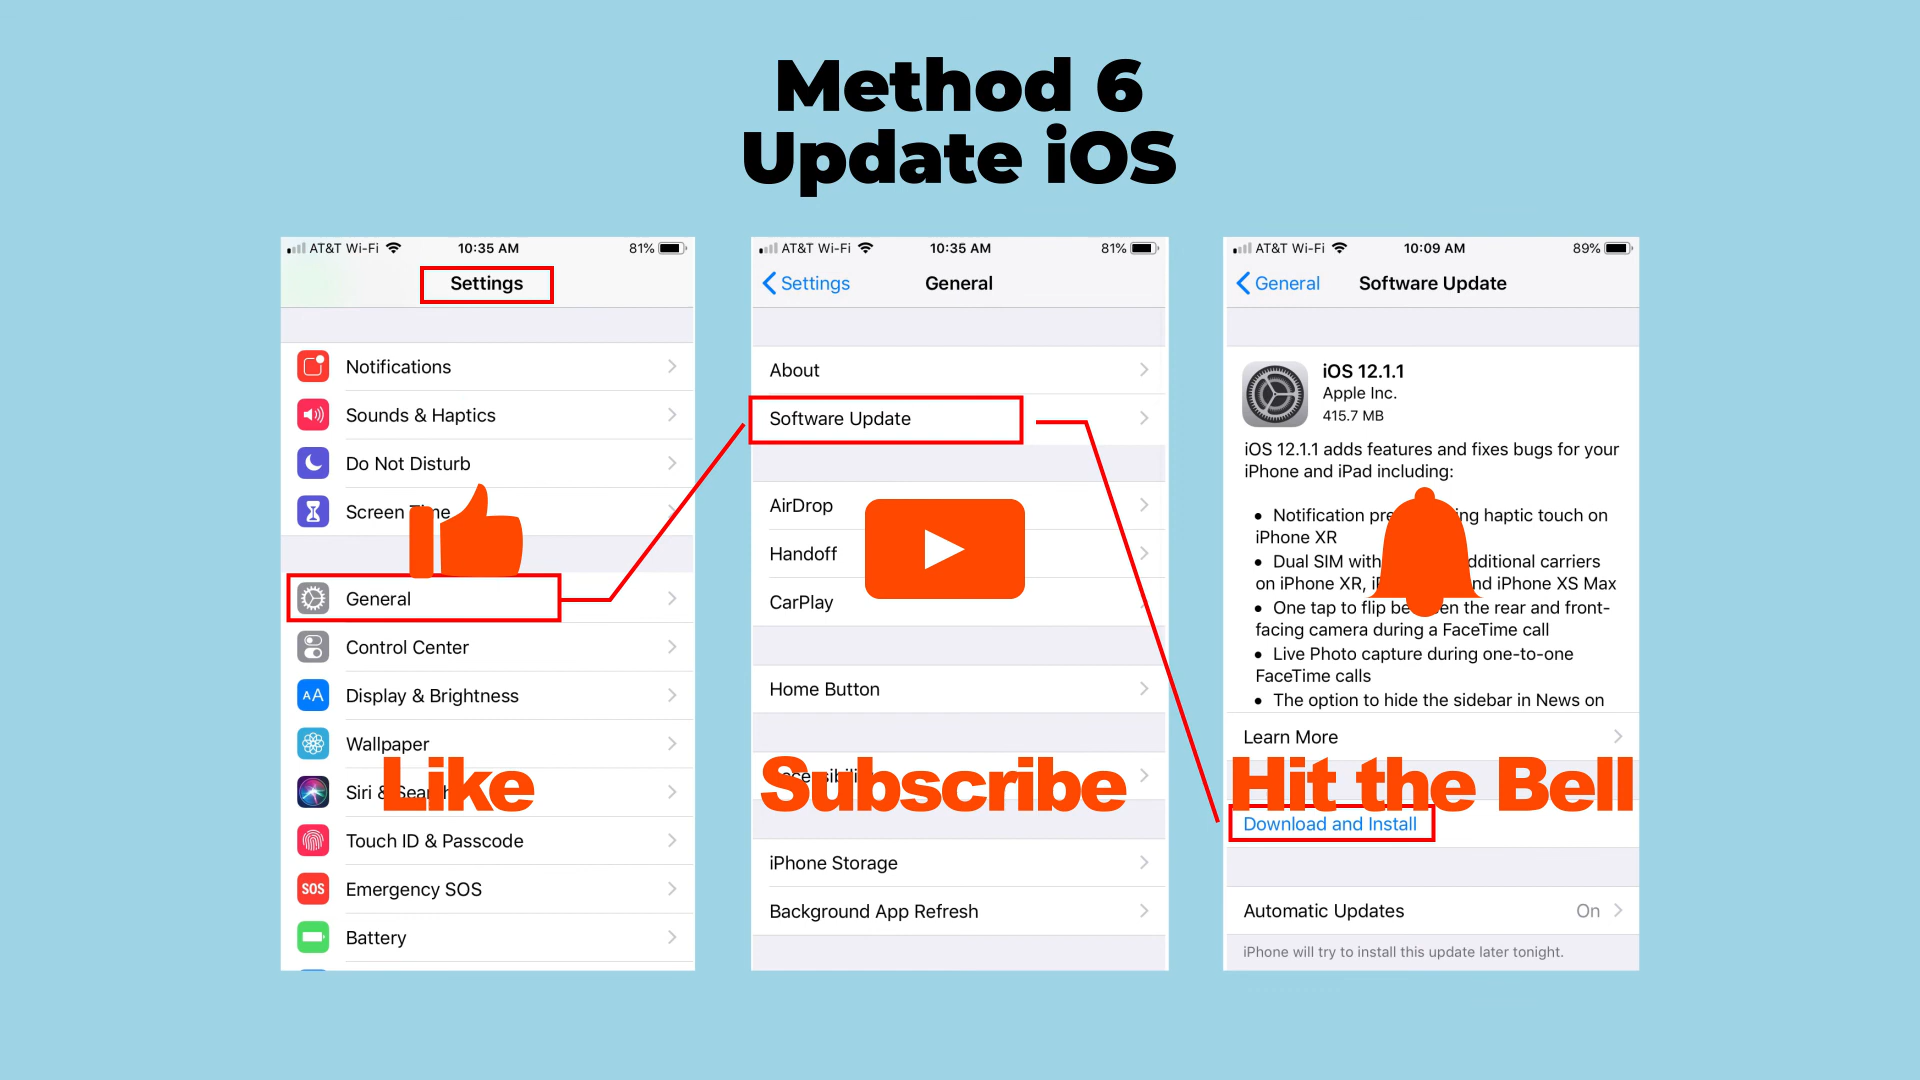 Method 6
Update iOS
AT&T Wi-Fi 10:35 AM 81%
Settings
Notifications
Sounds & Haptics
Do Not Disturb
Screen
General
Control Center
AA Display & Brightness
Wallpaper
Siri &
Like
Touch ID & Passcode
SOS Emergency SOS
Battery
AT&T Wi-Fi 10:35 AM 81%
Settings General
About
Software Update
AirDrop
Handoff
CarPlay
Home Button
Subscribe
iPhone Storage
Background App Refresh
AT&T Wi-Fi 10:09 AM 89%
General Software Update
iOS 12.1.1
Apple Inc.
415.7 MB
iOS 12.1.1 adds features and fixes bugs for your
iPhone and iPad including:
• Notification haptic touch on
iPhone XR
• Dual SIM with carriers
on iPhone XR, iPhone XS Max
• One tap to flip the rear and front-
facing camera during a FaceTime call
• Live Photo capture during one-to-one
FaceTime calls
• The option to hide the sidebar in News on
Learn More
Hit the Bell
Download and Install
Automatic Updates On
iPhone will try to install this update later tonight.